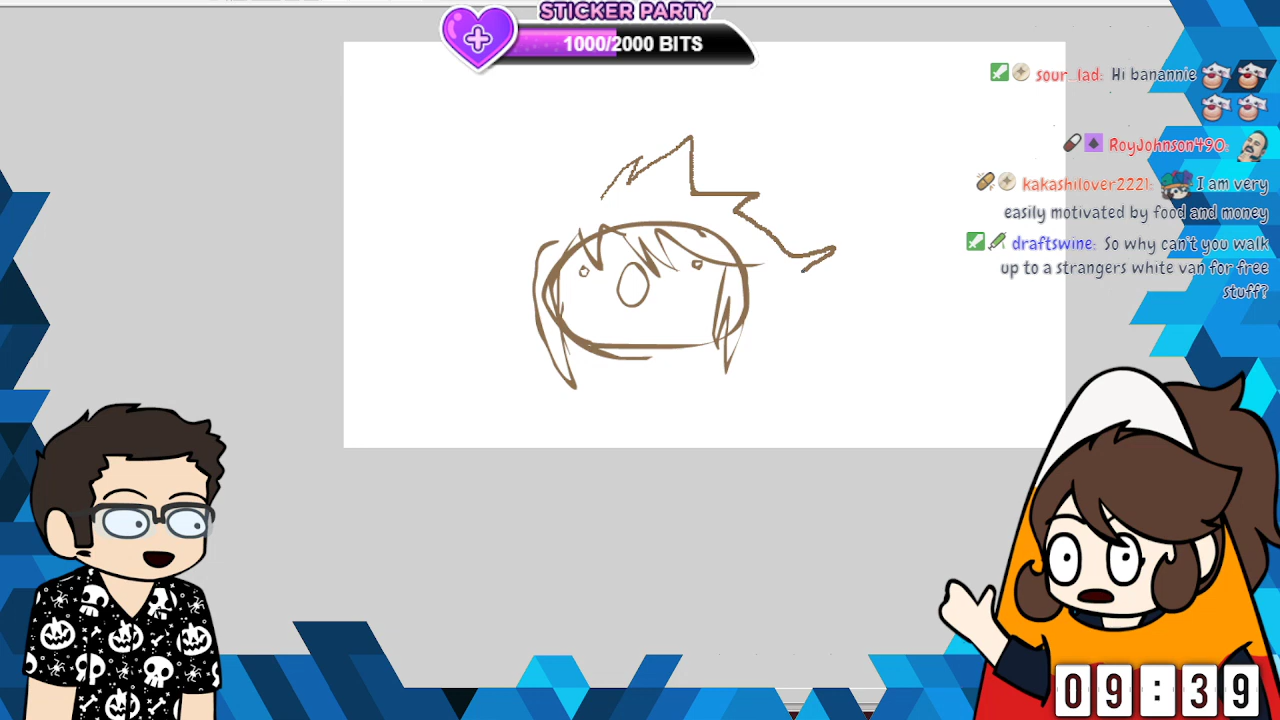 STICKER PARTY
1000/2000 BITS
sour_lad: Hi banannie
RoyJohnson490:
kakashilover2221: I am very
easily motivated by food and money
draftswine: So why can't you walk
up to a strangers white van for free
stuff?
09:39